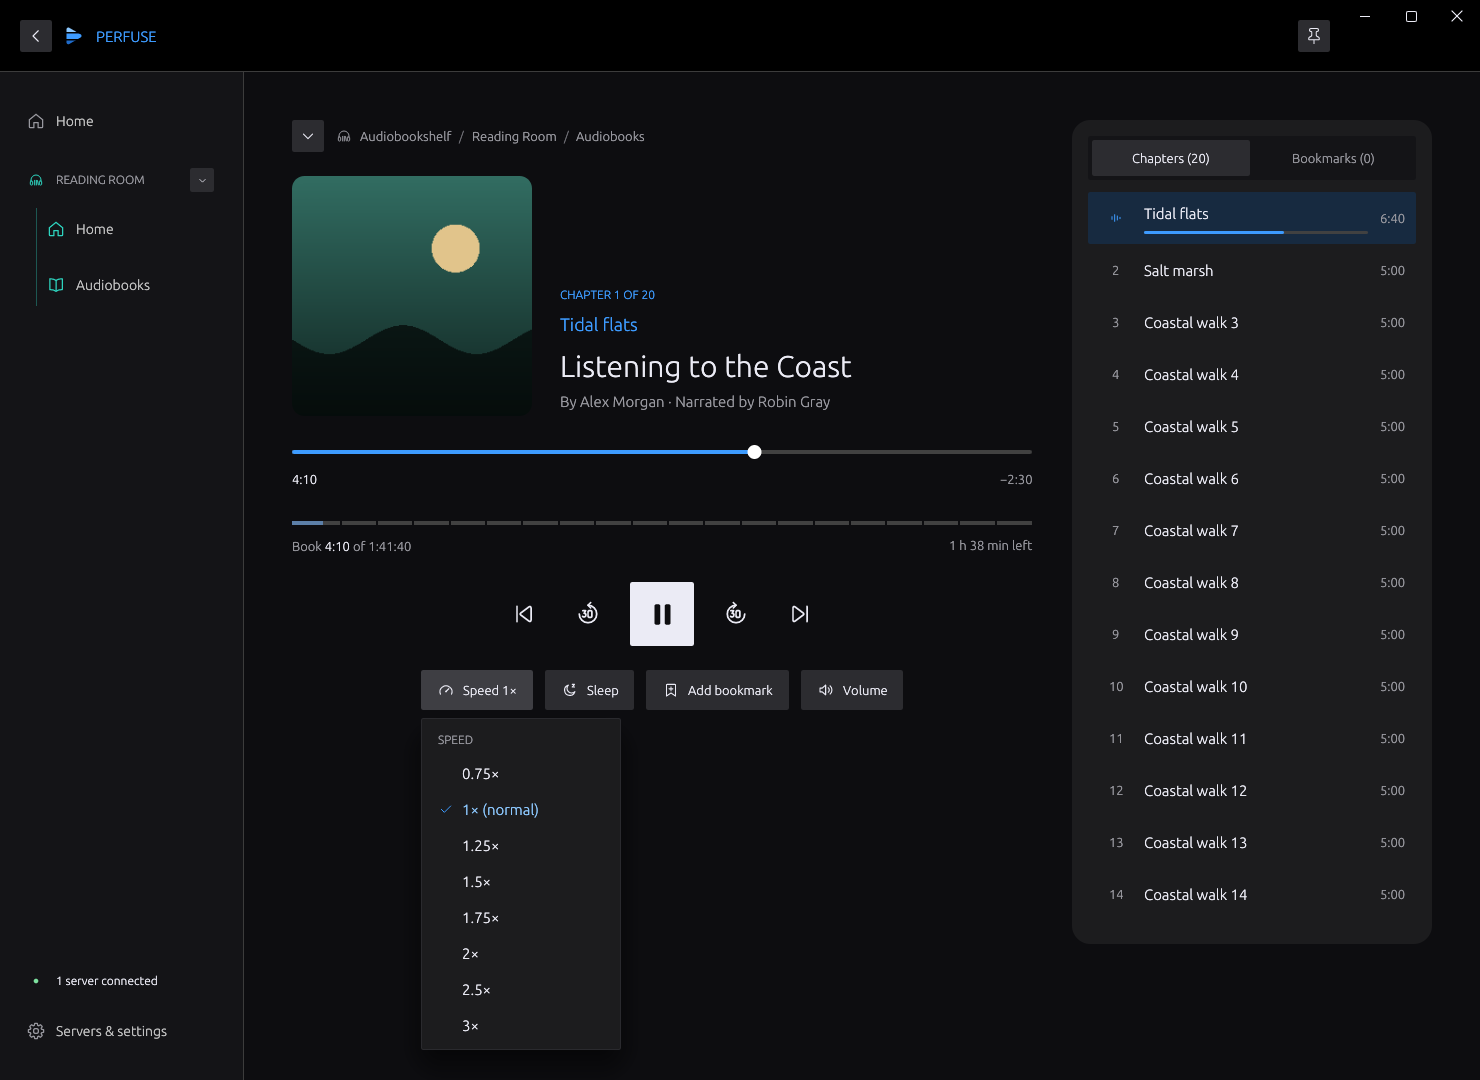 PERFUSE
Home
READING ROOM
Home
Audiobooks
1 server connected
Servers & settings
Audiobookshelf / Reading Room / Audiobooks
CHAPTER 1 OF 20
Tidal flats
Listening to the Coast
By Alex Morgan · Narrated by Robin Gray
4:10
−2:30
Book 4:10 of 1:41:40
1 h 38 min left
30
30
Speed 1×
Sleep
Add bookmark
Volume
SPEED
0.75×
1× (normal)
1.25×
1.5×
1.75×
2×
2.5×
3×
Chapters (20)
Bookmarks (0)
Tidal flats 6:40
2 Salt marsh 5:00
3 Coastal walk 3 5:00
4 Coastal walk 4 5:00
5 Coastal walk 5 5:00
6 Coastal walk 6 5:00
7 Coastal walk 7 5:00
8 Coastal walk 8 5:00
9 Coastal walk 9 5:00
10 Coastal walk 10 5:00
11 Coastal walk 11 5:00
12 Coastal walk 12 5:00
13 Coastal walk 13 5:00
14 Coastal walk 14 5:00